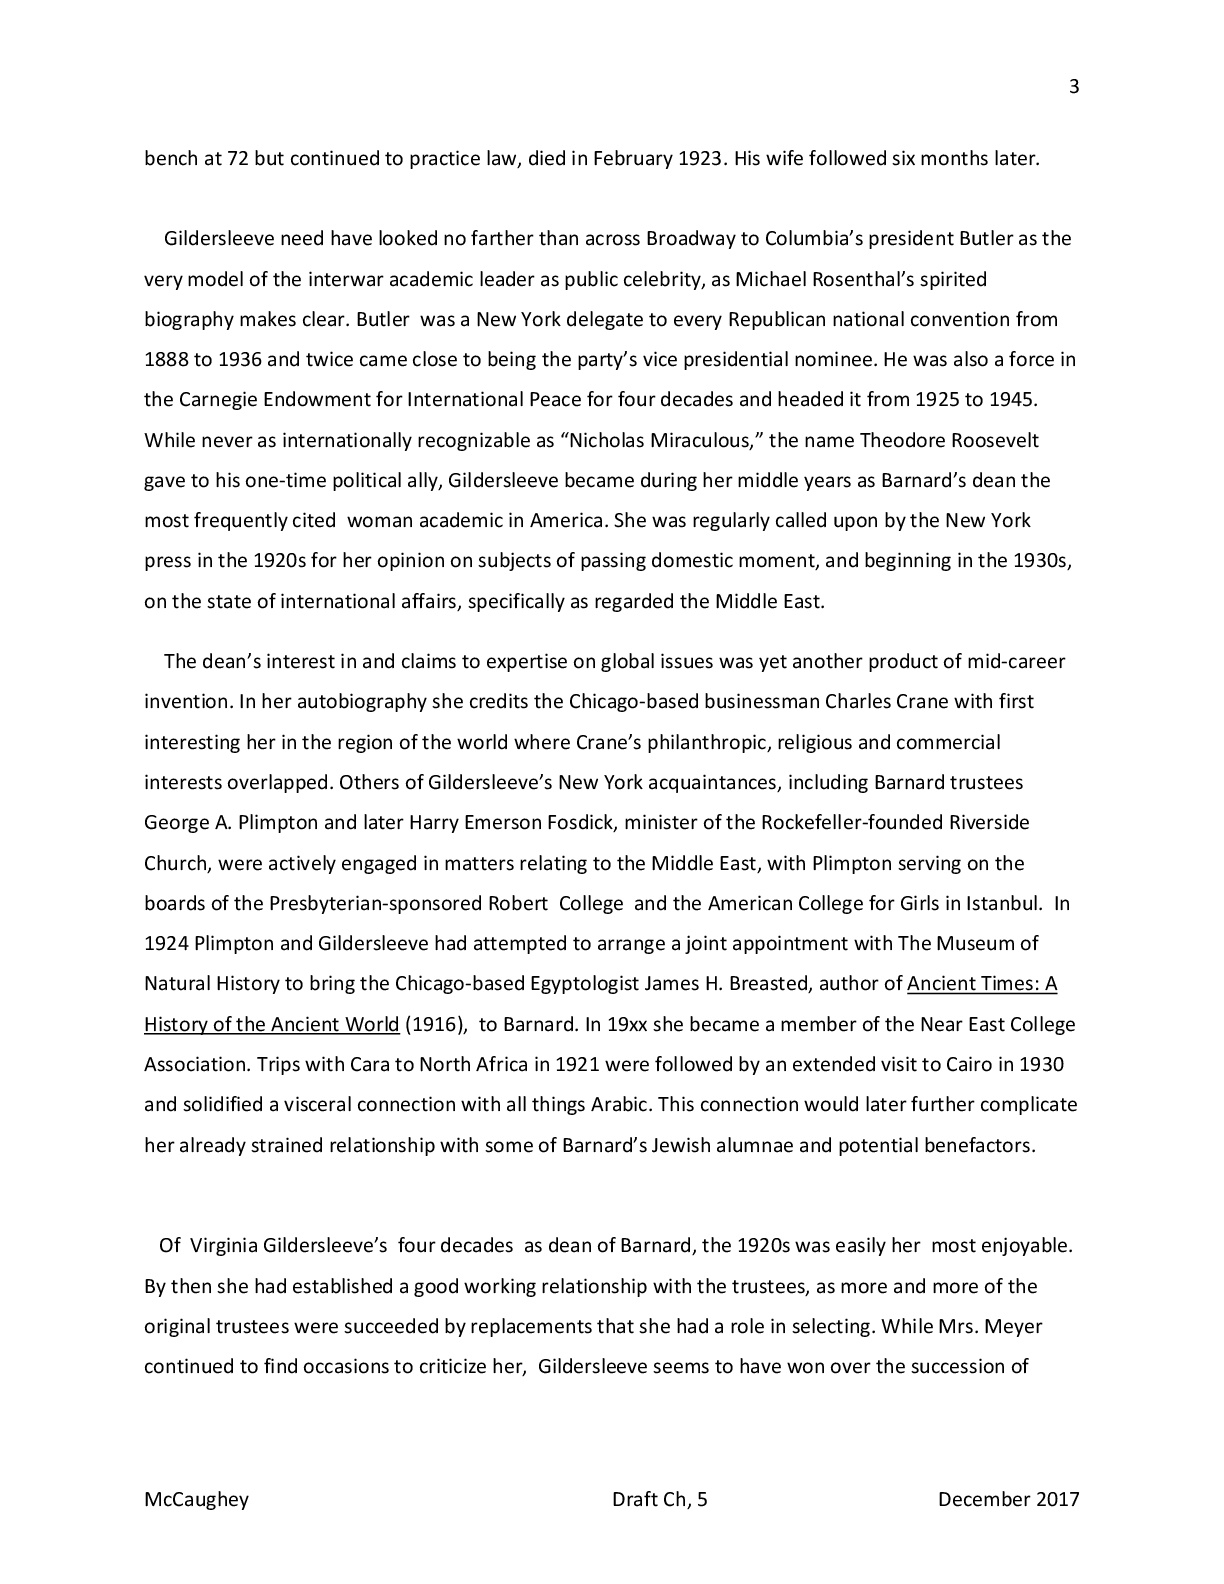 3
bench at 72 but continued to practice law, died in February 1923. His wife followed six months later.
Gildersleeve need have looked no farther than across Broadway to Columbia’s president Butler as the
very model of the interwar academic leader as public celebrity, as Michael Rosenthal’s spirited
biography makes clear. Butler  was a New York delegate to every Republican national convention from
1888 to 1936 and twice came close to being the party’s vice presidential nominee. He was also a force in
the Carnegie Endowment for International Peace for four decades and headed it from 1925 to 1945.
While never as internationally recognizable as “Nicholas Miraculous,” the name Theodore Roosevelt
gave to his one-time political ally, Gildersleeve became during her middle years as Barnard’s dean the
most frequently cited  woman academic in America. She was regularly called upon by the New York
press in the 1920s for her opinion on subjects of passing domestic moment, and beginning in the 1930s,
on the state of international affairs, specifically as regarded the Middle East.
The dean’s interest in and claims to expertise on global issues was yet another product of mid-career
invention. In her autobiography she credits the Chicago-based businessman Charles Crane with first
interesting her in the region of the world where Crane’s philanthropic, religious and commercial
interests overlapped. Others of Gildersleeve’s New York acquaintances, including Barnard trustees
George A. Plimpton and later Harry Emerson Fosdick, minister of the Rockefeller-founded Riverside
Church, were actively engaged in matters relating to the Middle East, with Plimpton serving on the
boards of the Presbyterian-sponsored Robert  College  and the American College for Girls in Istanbul.  In
1924 Plimpton and Gildersleeve had attempted to arrange a joint appointment with The Museum of
Natural History to bring the Chicago-based Egyptologist James H. Breasted, author of Ancient Times: A
History of the Ancient World (1916),  to Barnard. In 19xx she became a member of the Near East College
Association. Trips with Cara to North Africa in 1921 were followed by an extended visit to Cairo in 1930
and solidified a visceral connection with all things Arabic. This connection would later further complicate
her already strained relationship with some of Barnard’s Jewish alumnae and potential benefactors.
Of  Virginia Gildersleeve’s  four decades  as dean of Barnard, the 1920s was easily her  most enjoyable.
By then she had established a good working relationship with the trustees, as more and more of the
original trustees were succeeded by replacements that she had a role in selecting. While Mrs. Meyer
continued to find occasions to criticize her,  Gildersleeve seems to have won over the succession of
McCaughey Draft Ch, 5 December 2017